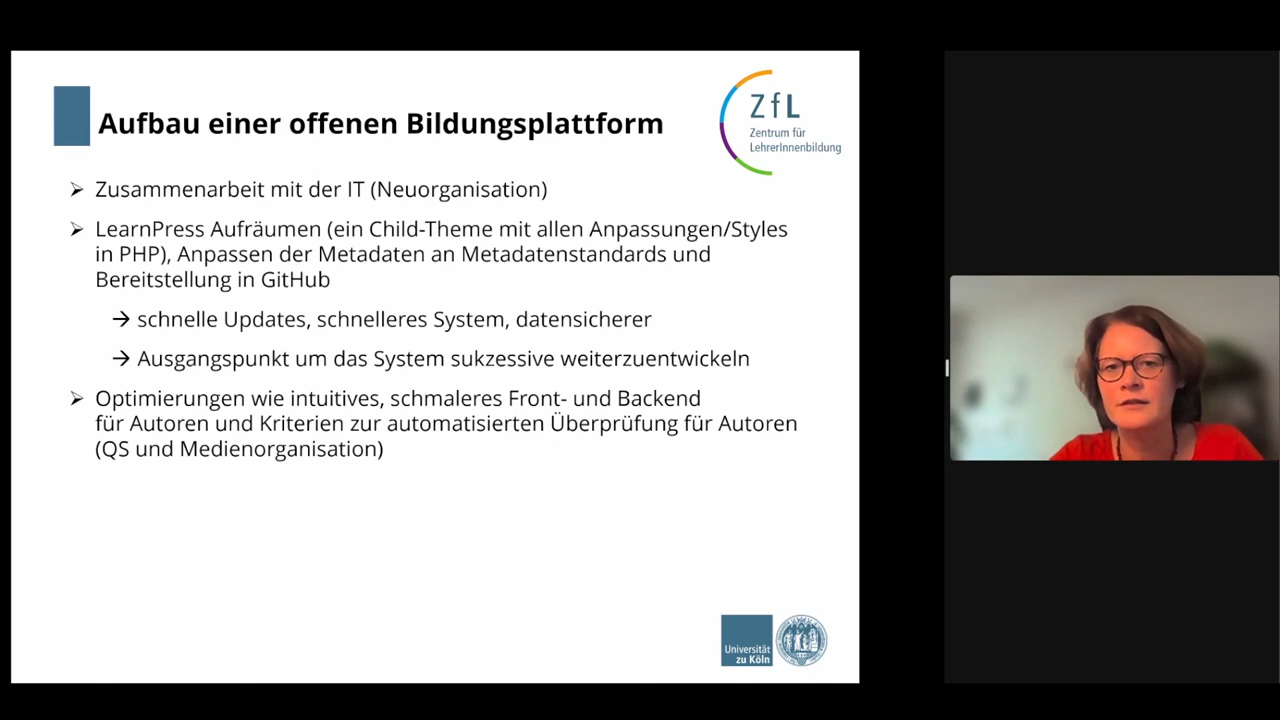 Aufbau einer offenen Bildungsplattform
ZfL
Zentrum für
LehrerInnenbildung
Zusammenarbeit mit der IT (Neuorganisation)
LearnPress Aufräumen (ein Child-Theme mit allen Anpassungen/Styles
in PHP), Anpassen der Metadaten an Metadatenstandards und
Bereitstellung in GitHub
→ schnelle Updates, schnelleres System, datensicherer
→ Ausgangspunkt um das System sukzessive weiterzuentwickeln
Optimierungen wie intuitives, schmaleres Front- und Backend
für Autoren und Kriterien zur automatisierten Überprüfung für Autoren
(QS und Medienorganisation)
Universität
zu Köln